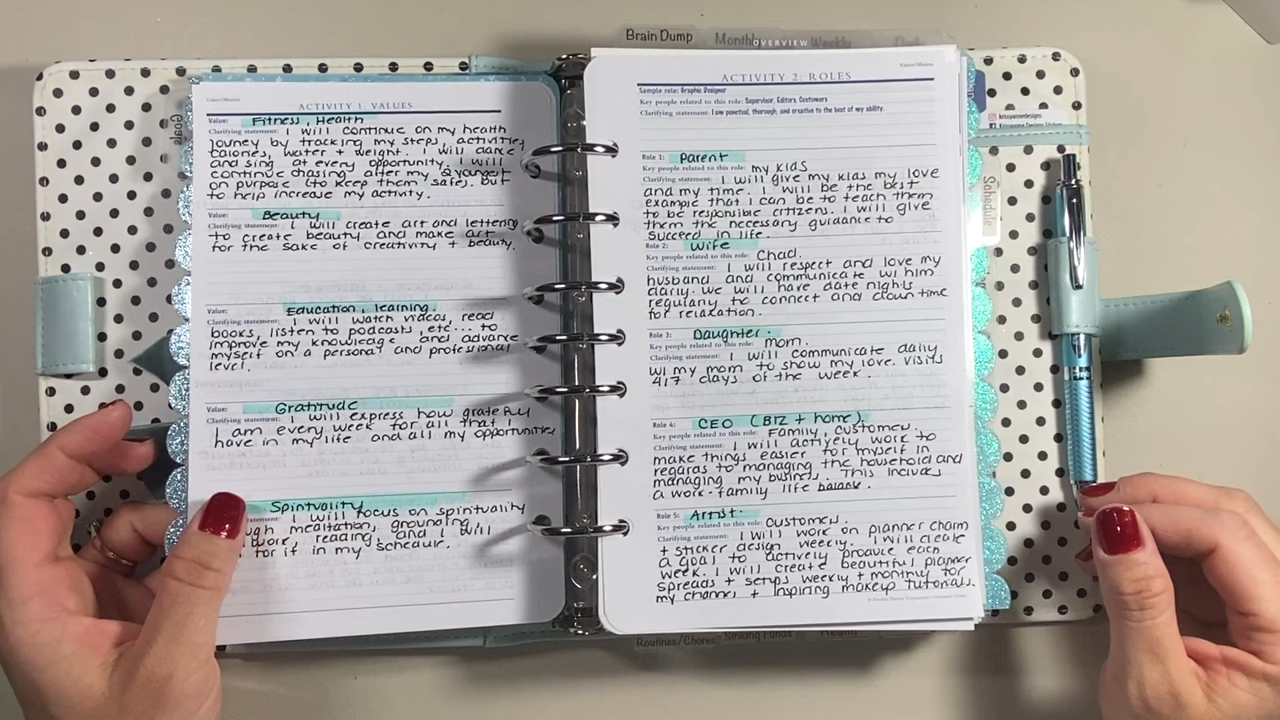 Brain Dump
Monthly
OVERVIEW
Weekly
Values/Mission
ACTIVITY 1: VALUES
Value: Fitness, Health
Clarifying statement: I will continue on my health
jouney by tracking my steps, activities
calories, water + weight. I will dance
and sing at every opportunity. I will
continue chasing after my 2 youngest
on purpose (to keep them safe). but
to help increase my activity.
Value: Beauty
Clarifying statement: I will create art and lettering
to create beauty and make art
for the sake of creativity + beauty.
Value: Education, learning.
Clarifying statement: I will watch videos, read
books, listen to podcasts, etc... to
improve my knowledge and advance
myself on a personal and professional
level.
Value: Gratitude
Clarifying statement: I will express how grateful
I am every week for all that I
have in my life and all my opportunities
Spirituality
I will focus on spirituality
meditation, grounding
work, reading, and I will
for it in my schedule.
Goals
Values/Mission
ACTIVITY 2: ROLES
Sample role: Graphic Designer
Key people related to this role: Supervisor, Editors, Customers
Clarifying statement: I am punctual, thorough, and creative to the best of my ability.
Role 1: Parent
Key people related to this role: my kids
Clarifying statement: I will give my kids my love
and my time. I will be the best
example that I can be to teach them
to be responsible citizens. I will give
them the necessary guidance to
succeed in life.
Role 2: Wife
Key people related to this role: Chad.
Clarifying statement: I will respect and love my
husband and communicate w/ him
daily. We will have date nights
regularly to connect and down time
for relaxation.
Role 3: Daughter.
Key people related to this role: mom.
Clarifying statement: I will communicate daily
w/ my mom to show my love. Visits
4/7 days of the week.
Role 4: CEO (BIZ + home)
Key people related to this role: Family, Customer.
Clarifying statement: I will actively work to
make things easier for myself in
regards to managing the household and
managing my business. This includes
a work-family life balance.
Role 5: Artist.
Key people related to this role: Customer.
Clarifying statement: I will work on planner charm
+ sticker design weekly. I will create
a goal to actively produce each
week. I will create beautiful planner
spreads + setups weekly + monthly for
my channel + inspiring makeup tutorials.
Schedule
krissyannedesigns
Krissyanne Designs
Routines/Chores
Sinking Funds
Health